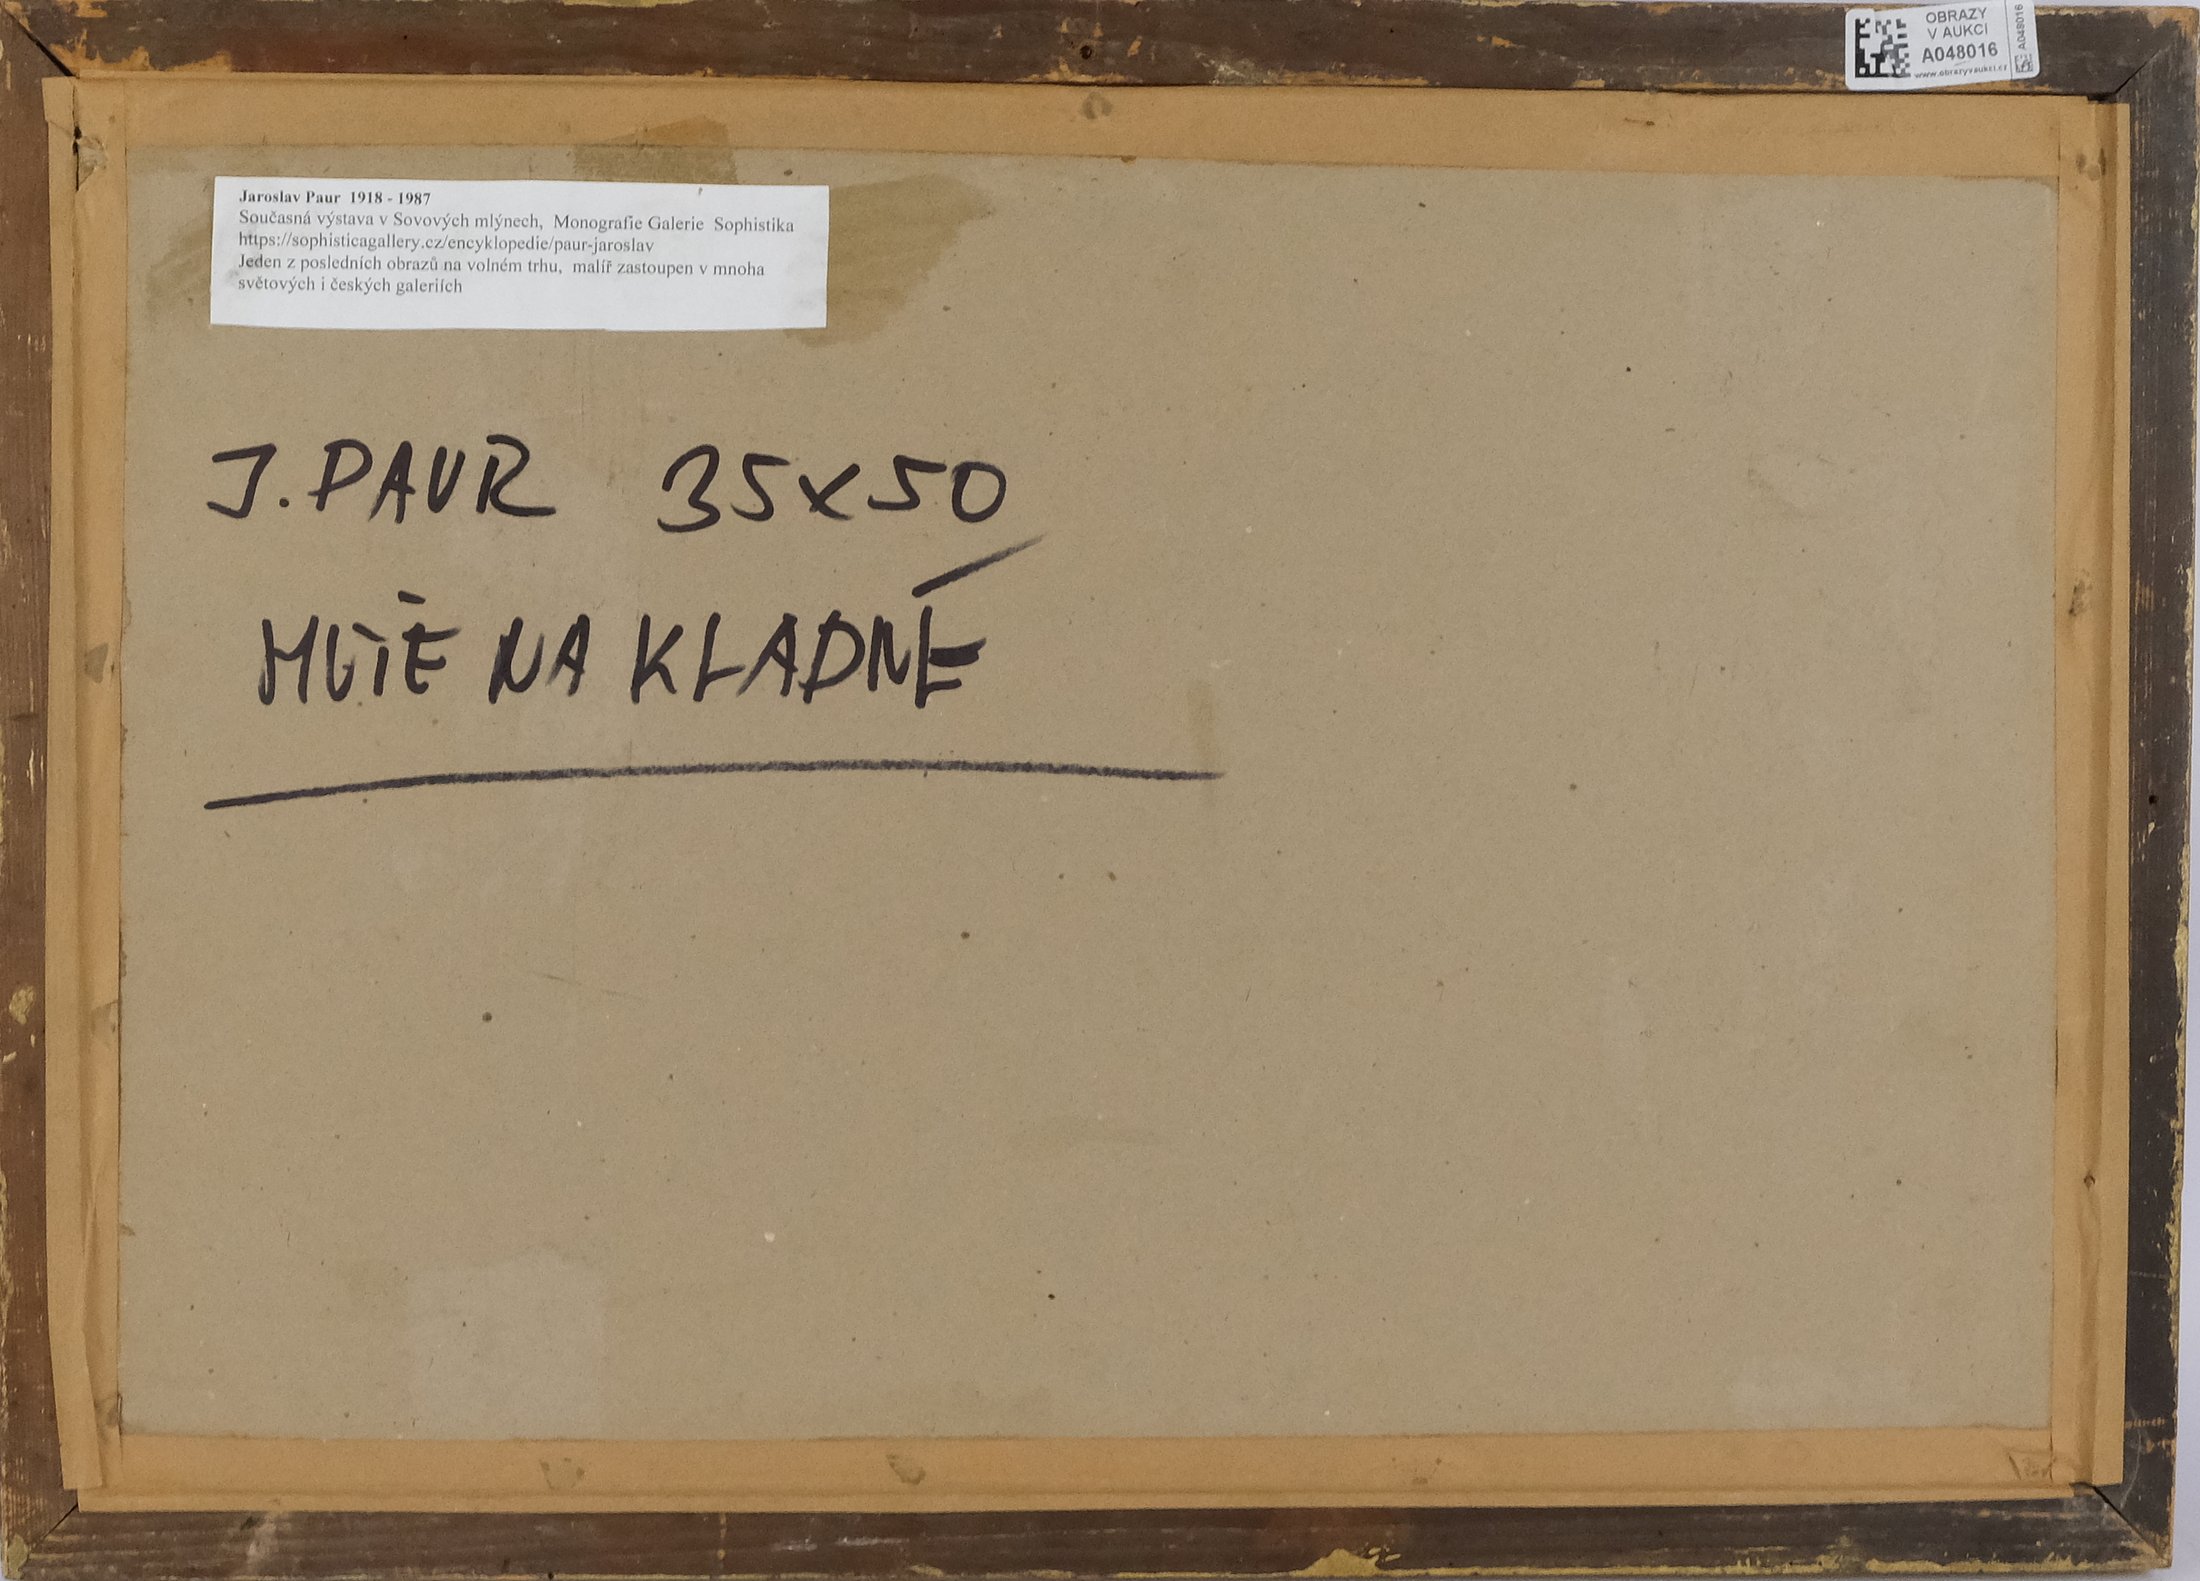 OBRAZY
V AUKCI
A048016
www.obrazyvaukci.cz
A048016
Jaroslav Paur 1918 - 1987
Současná výstava v Sovových mlýnech, Monografie Galerie Sophistika
https://sophisticagallery.cz/encyklopedie/paur-jaroslav
Jeden z posledních obrazů na volném trhu, malíř zastoupen v mnoha
světových i českých galeriích
J. PAUR 35x50
NA KLADNĚ